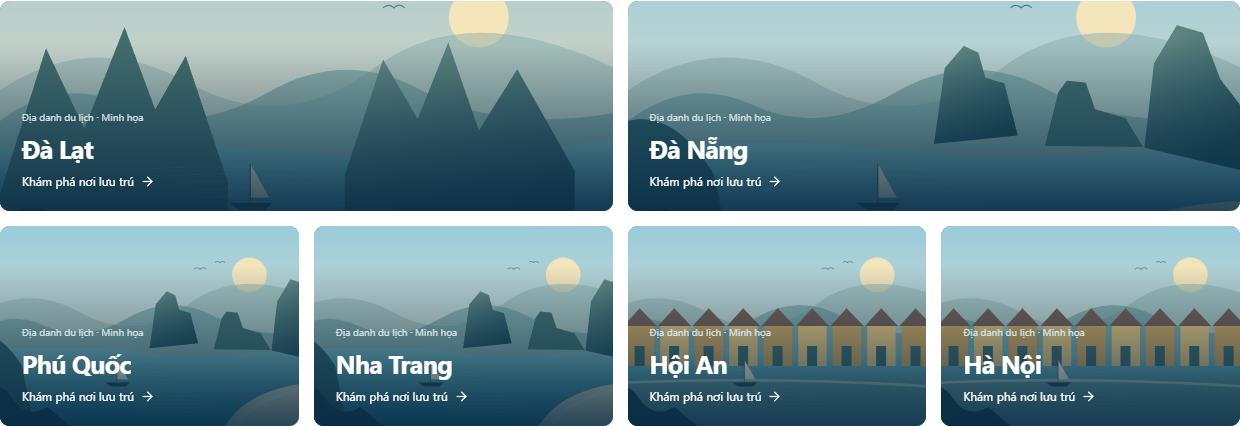 Địa danh du lịch · Minh họa
Đà Lạt
Khám phá nơi lưu trú →
Địa danh du lịch · Minh họa
Đà Nẵng
Khám phá nơi lưu trú →
Địa danh du lịch · Minh họa
Phú Quốc
Khám phá nơi lưu trú →
Địa danh du lịch · Minh họa
Nha Trang
Khám phá nơi lưu trú →
Địa danh du lịch · Minh họa
Hội An
Khám phá nơi lưu trú →
Địa danh du lịch · Minh họa
Hà Nội
Khám phá nơi lưu trú →